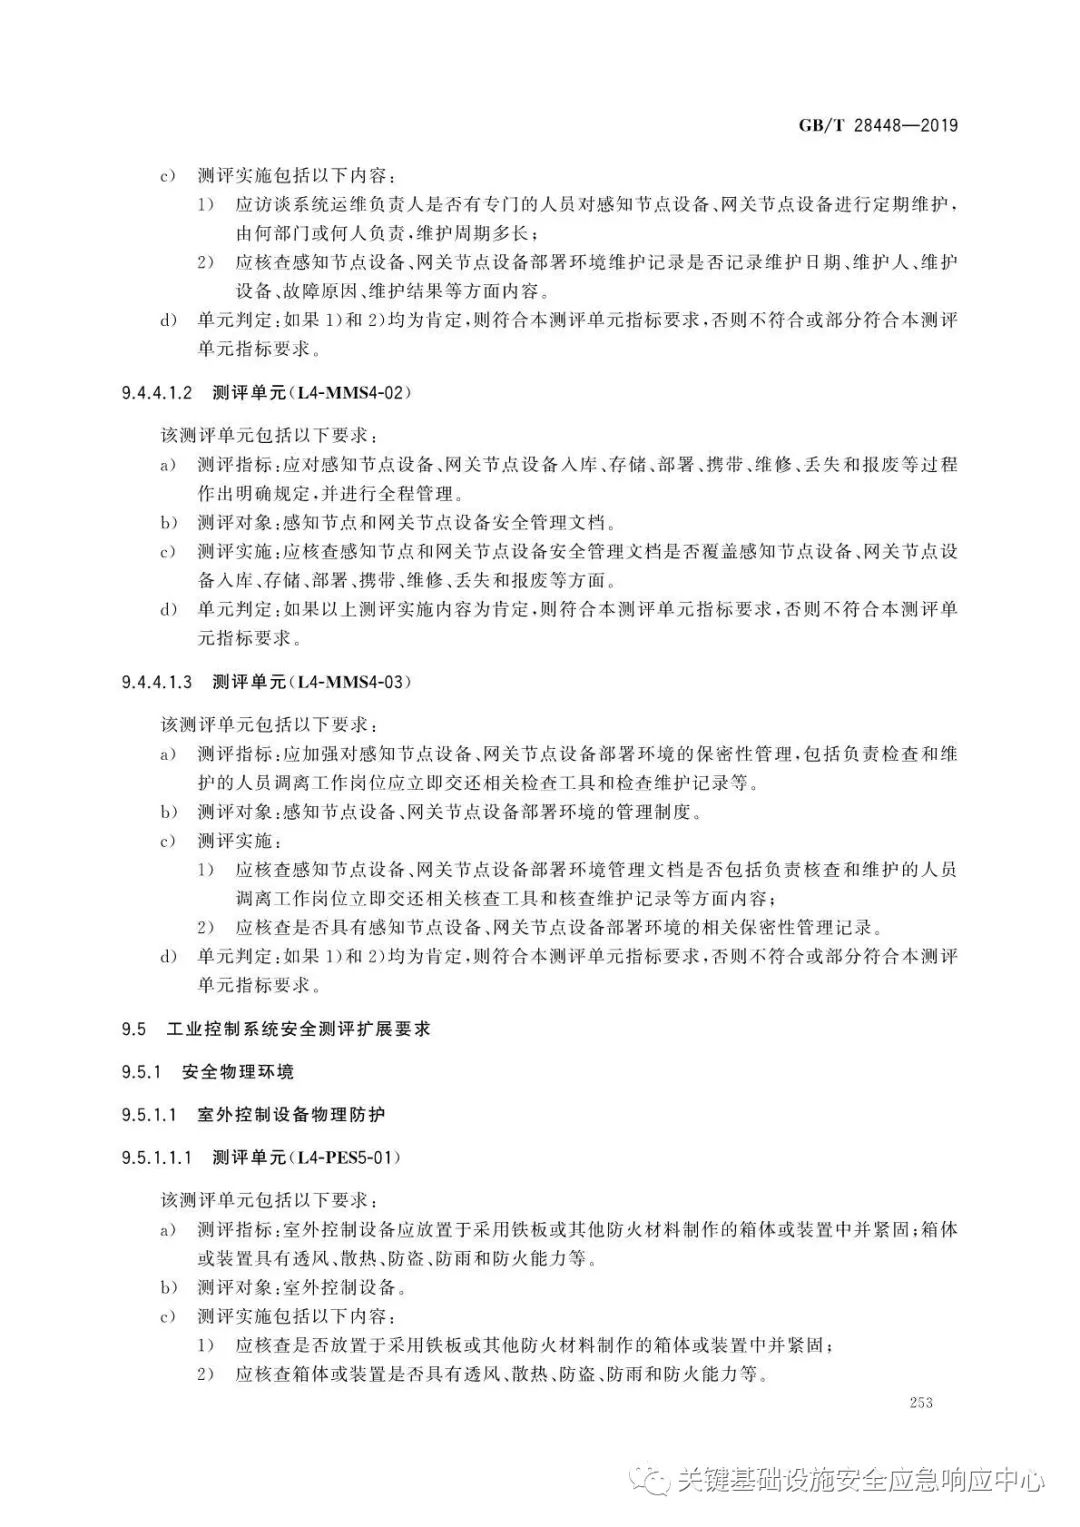 GB/T 28448—2019
c) 测评实施包括以下内容:
1) 应访谈系统运维负责人是否有专门的人员对感知节点设备、网关节点设备进行定期维护,
由何部门或何人负责,维护周期多长;
2) 应核查感知节点设备、网关节点设备部署环境维护记录是否记录维护日期、维护人、维护
设备、故障原因、维护结果等方面内容。
d) 单元判定:如果1)和2)均为肯定,则符合本测评单元指标要求,否则不符合或部分符合本测评
单元指标要求。
9.4.4.1.2 测评单元(L4-MMS4-02)
该测评单元包括以下要求:
a) 测评指标:应对感知节点设备、网关节点设备入库、存储、部署、携带、维修、丢失和报废等过程
作出明确规定,并进行全程管理。
b) 测评对象:感知节点和网关节点设备安全管理文档。
c) 测评实施:应核查感知节点和网关节点设备安全管理文档是否覆盖感知节点设备、网关节点设
备入库、存储、部署、携带、维修、丢失和报废等方面。
d) 单元判定:如果以上测评实施内容为肯定,则符合本测评单元指标要求,否则不符合本测评单
元指标要求。
9.4.4.1.3 测评单元(L4-MMS4-03)
该测评单元包括以下要求:
a) 测评指标:应加强对感知节点设备、网关节点设备部署环境的保密性管理,包括负责检查和维
护的人员调离工作岗位应立即交还相关检查工具和检查维护记录等。
b) 测评对象:感知节点设备、网关节点设备部署环境的管理制度。
c) 测评实施:
1) 应核查感知节点设备、网关节点设备部署环境管理文档是否包括负责核查和维护的人员
调离工作岗位立即交还相关核查工具和核查维护记录等方面内容;
2) 应核查是否具有感知节点设备、网关节点设备部署环境的相关保密性管理记录。
d) 单元判定:如果1)和2)均为肯定,则符合本测评单元指标要求,否则不符合或部分符合本测评
单元指标要求。
9.5 工业控制系统安全测评扩展要求
9.5.1 安全物理环境
9.5.1.1 室外控制设备物理防护
9.5.1.1.1 测评单元(L4-PES5-01)
该测评单元包括以下要求:
a) 测评指标:室外控制设备应放置于采用铁板或其他防火材料制作的箱体或装置中并紧固;箱体
或装置具有透风、散热、防盗、防雨和防火能力等。
b) 测评对象:室外控制设备。
c) 测评实施包括以下内容:
1) 应核查是否放置于采用铁板或其他防火材料制作的箱体或装置中并紧固;
2) 应核查箱体或装置是否具有透风、散热、防盗、防雨和防火能力等。
253
关键基础设施安全应急响应中心